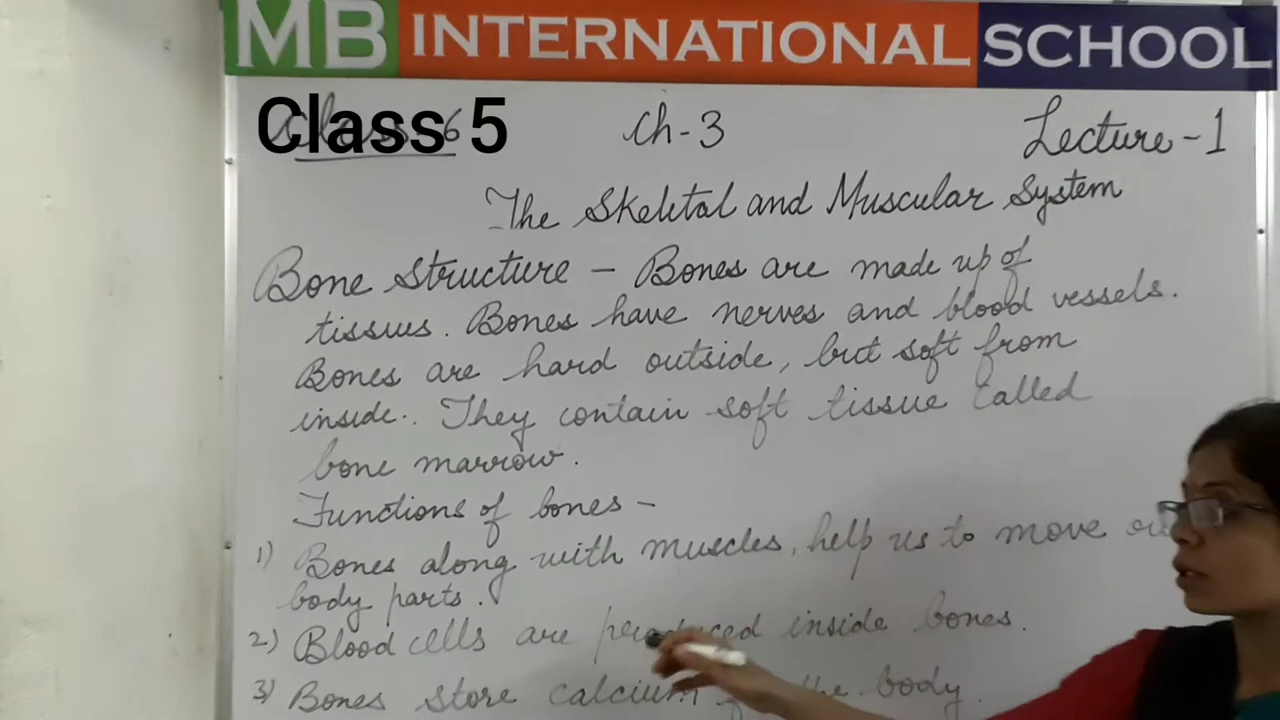 MB INTERNATIONAL SCHOOL
Class 5 Ch-3 Lecture-1
The Skeletal and Muscular System
Bone Structure - Bones are made up of
tissues. Bones have nerves and blood vessels.
Bones are hard outside, but soft from
inside. They contain soft tissue called
bone marrow.
Functions of bones -
1) Bones along with muscles, help us to move
body parts.
2) Blood cells are produced inside bones.
3) Bones store calcium the body.